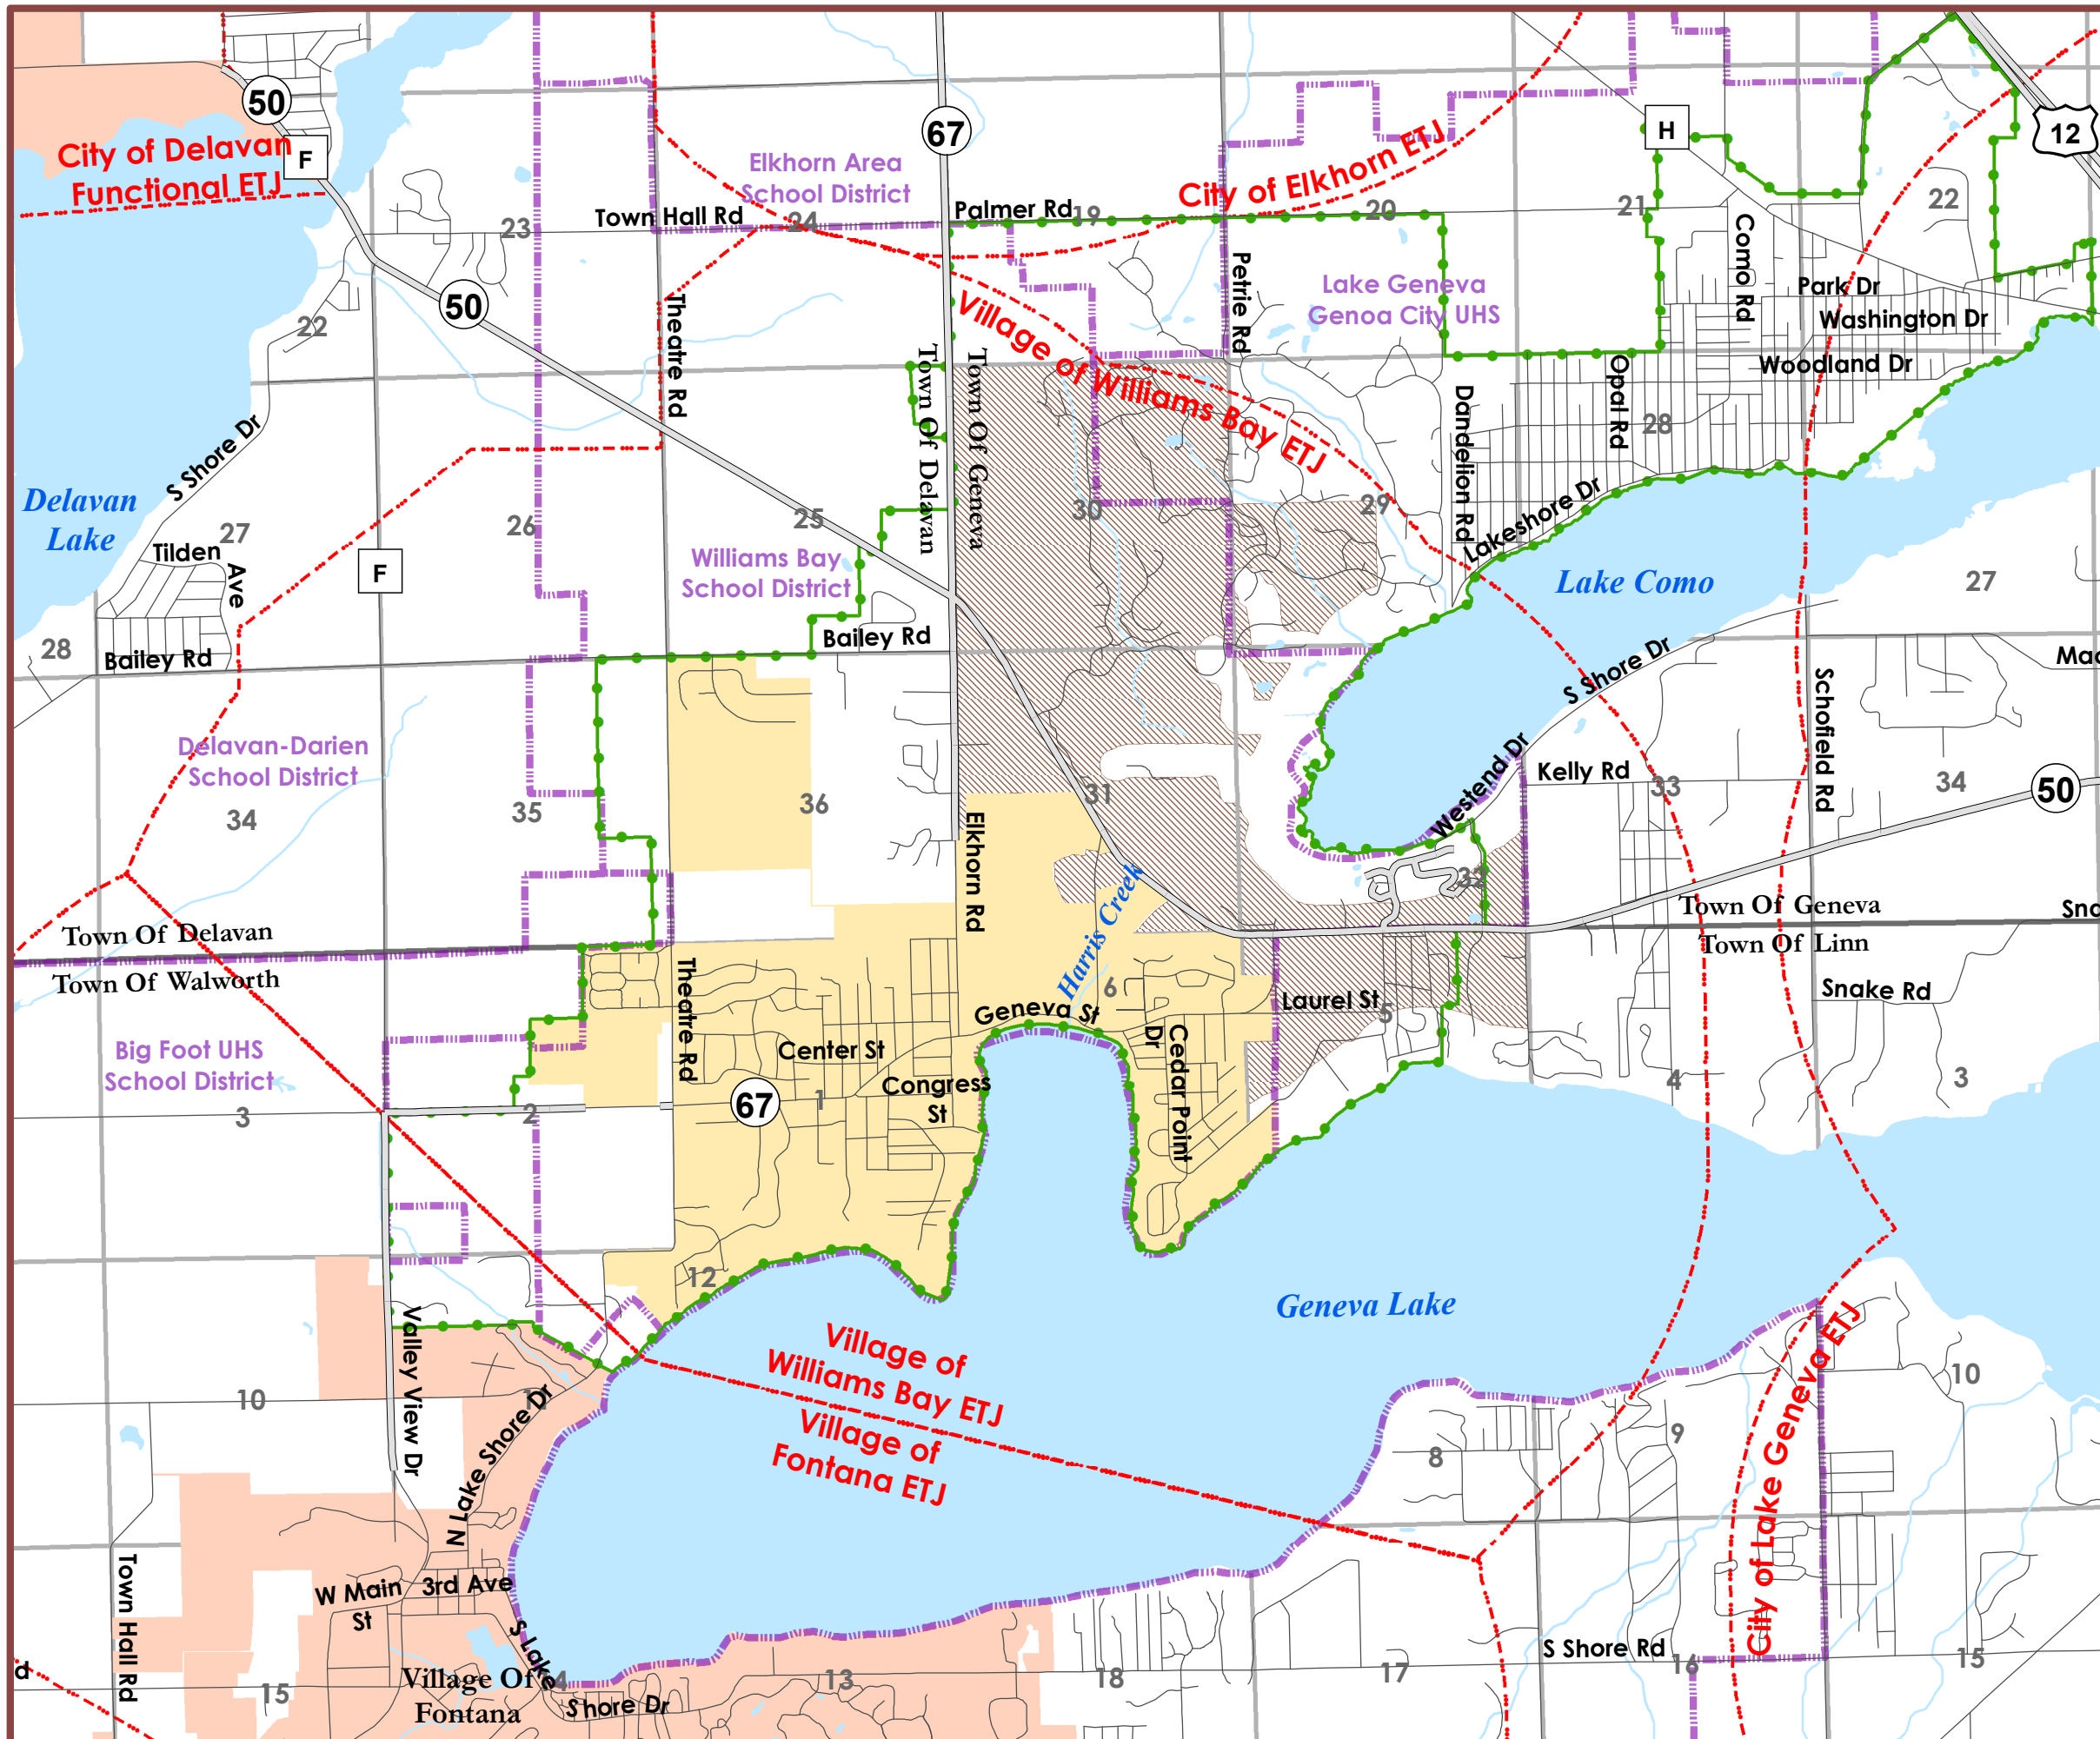 50
City of Delavan
Functional ETJ
F
67
Elkhorn Area
School District
City of Elkhorn ETJ
H
12
Town Hall Rd
23
24
Palmer Rd
19
20
21
22
Como Rd
Petrie Rd
Lake Geneva
Genoa City UHS
Park Dr
Washington Dr
Woodland Dr
50
22
Theatre Rd
Village of Williams Bay ETJ
Town Of Delavan
Town Of Geneva
Dandelion Rd
Opal Rd
28
S Shore Dr
Delavan
Lake
27
26
25
30
29
Lakeshore Dr
Tilden
Ave
F
Williams Bay
School District
Lake Como
27
28
Bailey Rd
Bailey Rd
S Shore Dr
Schofield Rd
Delavan-Darien
School District
34
35
36
31
Elkhorn Rd
Westend Dr
Kelly Rd
33
34
50
32
Harris Creek
Town Of Delavan
Town Of Walworth
Town Of Geneva
Town Of Linn
Theatre Rd
6
Geneva St
Laurel St
5
Snake Rd
Big Foot UHS
School District
Center St
Congress
St
Cedar Point
Dr
67
3
2
1
4
3
12
Geneva Lake
Valley View Dr
Village of
Williams Bay ETJ
Village of
Fontana ETJ
City of Lake Geneva ETJ
10
N Lake Shore Dr
8
9
10
Town Hall Rd
W Main
St
3rd Ave
S Lake
Shore Dr
Village Of
Fontana
15
13
18
17
S Shore Rd
16
15